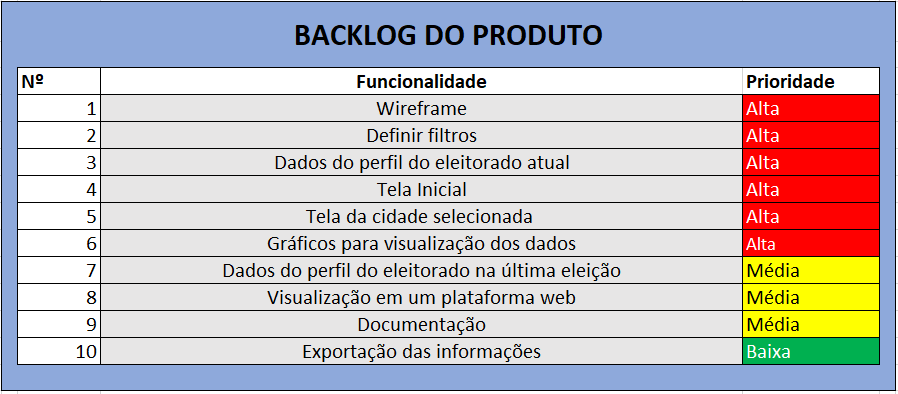 BACKLOG DO PRODUTO
Nº Funcionalidade Prioridade
1 Wireframe Alta
2 Definir filtros Alta
3 Dados do perfil do eleitorado atual Alta
4 Tela Inicial Alta
5 Tela da cidade selecionada Alta
6 Gráficos para visualização dos dados Alta
7 Dados do perfil do eleitorado na última eleição Média
8 Visualização em um plataforma web Média
9 Documentação Média
10 Exportação das informações Baixa